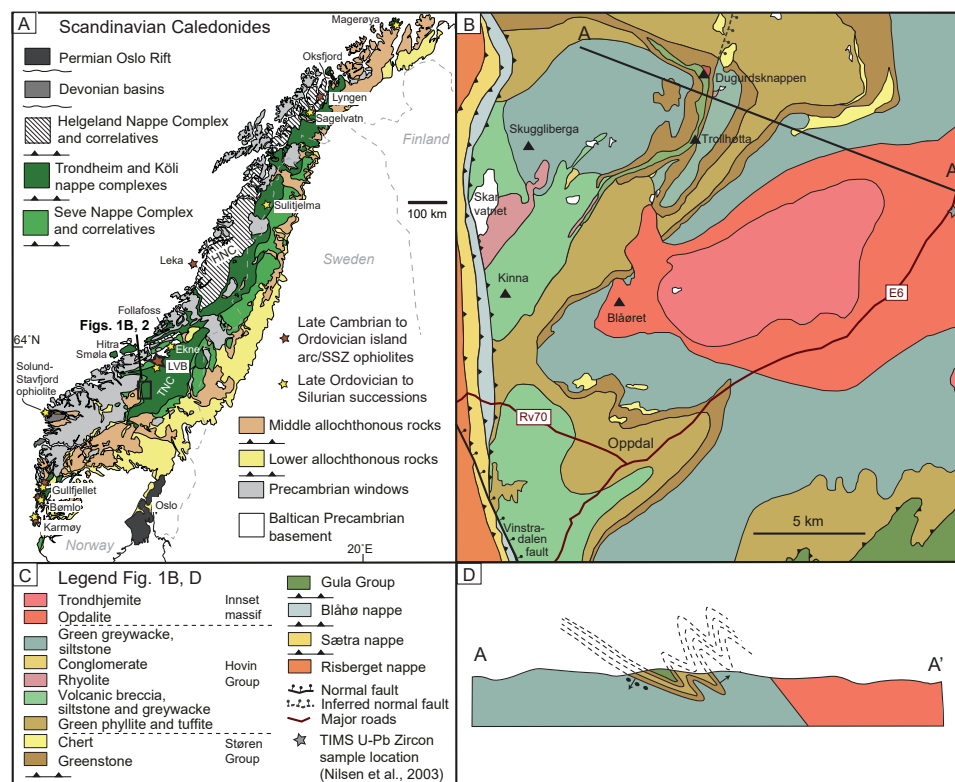 A
Scandinavian Caledonides
Permian Oslo Rift
Devonian basins
Helgeland Nappe Complex
and correlatives
Trondheim and Köli
nappe complexes
Seve Nappe Complex
and correlatives
Magerøya
Oksfjord
Lyngen
Sagelvatn
Finland
Sulitjelma
100 km
HNC
Leka
Sweden
Follafoss
Figs. 1B, 2
Hitra
Smøla
64˚N
Ekne
LVB
TNC
Solund-
Stavfjord
ophiolite
Gullfjellet
Bømlo
Karmøy
Oslo
Norway
20˚E
Late Cambrian to
Ordovician island
arc/SSZ ophiolites
Late Ordovician to
Silurian successions
Middle allochthonous rocks
Lower allochthonous rocks
Precambrian windows
Baltican Precambrian
basement
B
A
Dugurdsknappen
Skuggliberga
Trollhøtta
A'
Skar
vatnet
Kinna
Blåøret
E6
Rv70
Oppdal
5 km
Vinstra-
dalen
fault
C
Legend Fig. 1B, D
Trondhjemite
Opdalite
Innset
massif
Green greywacke,
siltstone
Conglomerate
Rhyolite
Hovin
Group
Volcanic breccia,
siltstone and greywacke
Green phyllite and tuffite
Chert
Greenstone
Støren
Group
Gula Group
Blåhø nappe
Sætra nappe
Risberget nappe
Normal fault
Inferred normal fault
Major roads
TIMS U-Pb Zircon
sample location
(Nilsen et al., 2003)
D
A
A'